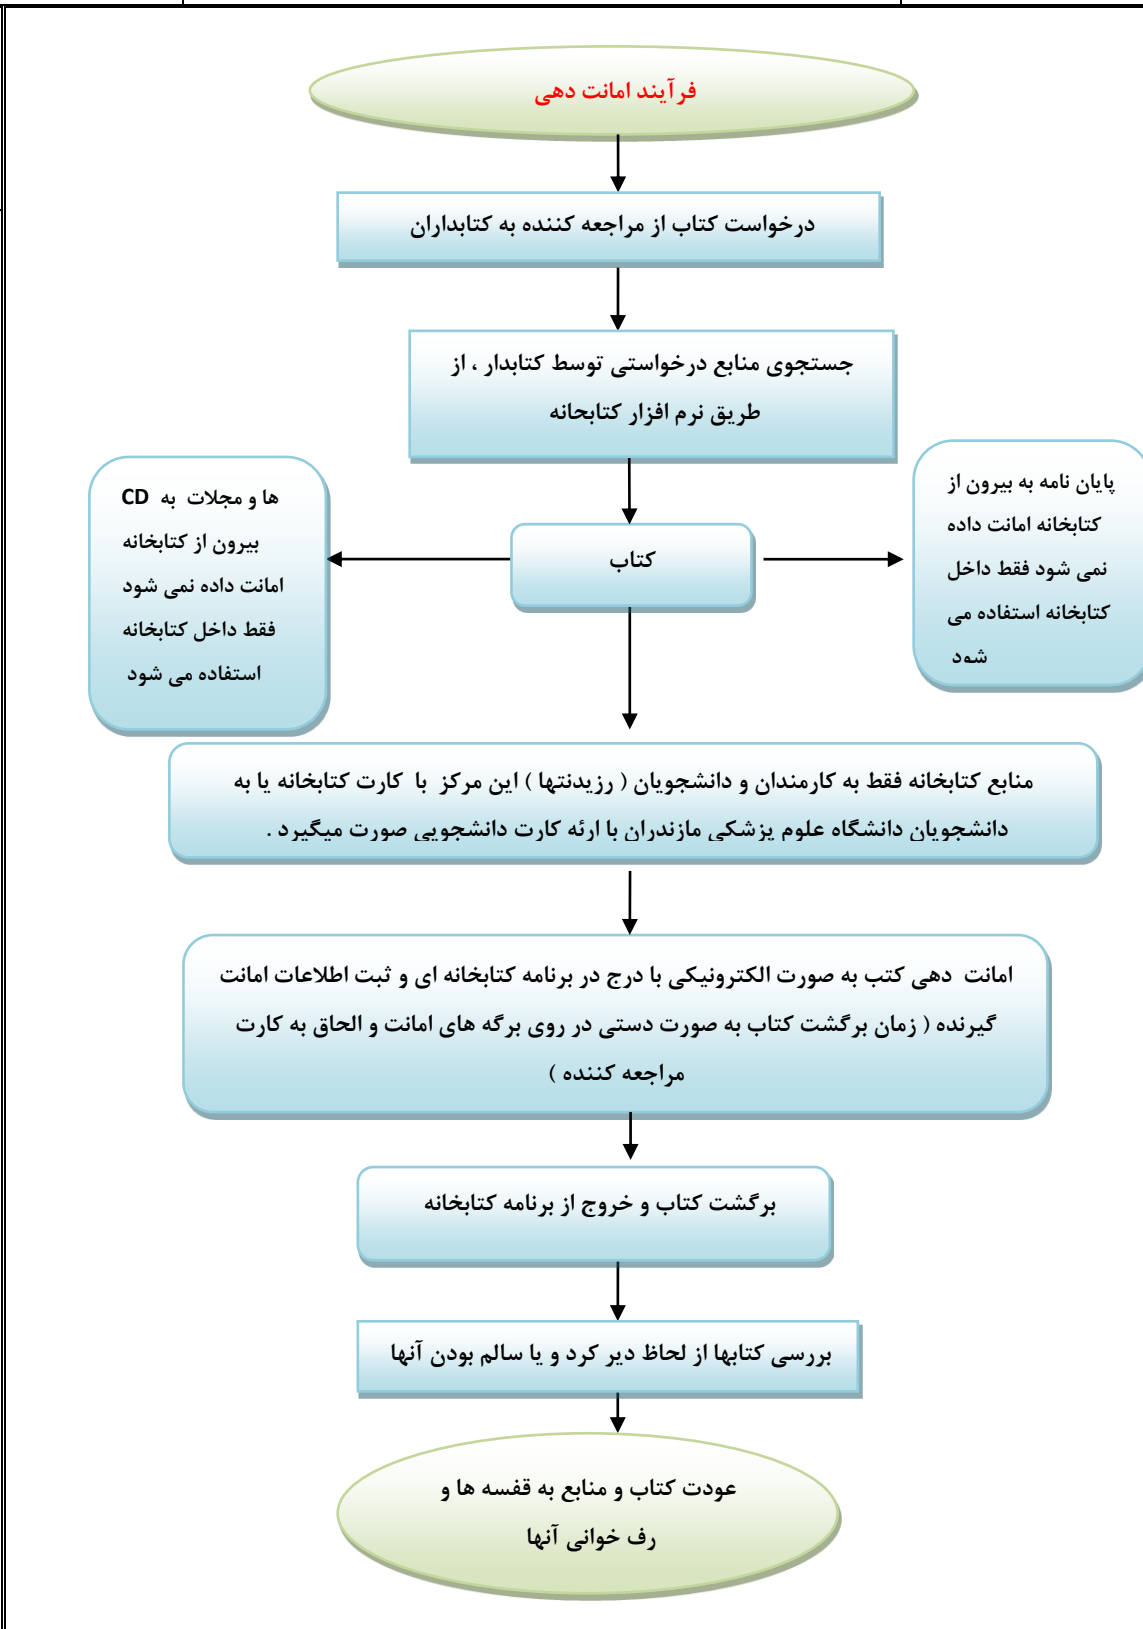 فرآیند امانت دهی
درخواست کتاب از مراجعه کننده به کتابداران
جستجوی منابع درخواستی توسط کتابدار ، از
طریق نرم افزار کتابحانه
پایان نامه به بیرون از
کتابخانه امانت داده
نمی شود فقط داخل
کتابخانه استفاده می
شود
کتاب
ها و مجلات به CD
بیرون از کتابخانه
امانت داده نمی شود
فقط داخل کتابخانه
استفاده می شود
منابع کتابخانه فقط به کارمندان و دانشجویان ( رزیدنتها ) این مرکز با کارت کتابخانه یا به
دانشجویان دانشگاه علوم پزشکی مازندران با ارئه کارت دانشجویی صورت میگیرد .
امانت دهی کتب به صورت الکترونیکی با درج در برنامه کتابخانه ای و ثبت اطلاعات امانت
گیرنده ( زمان برگشت کتاب به صورت دستی در روی برگه های امانت و الحاق به کارت
مراجعه کننده )
برگشت کتاب و خروج از برنامه کتابخانه
بررسی کتابها از لحاظ دیر کرد و یا سالم بودن آنها
عودت کتاب و منابع به قفسه ها و
رف خوانی آنها